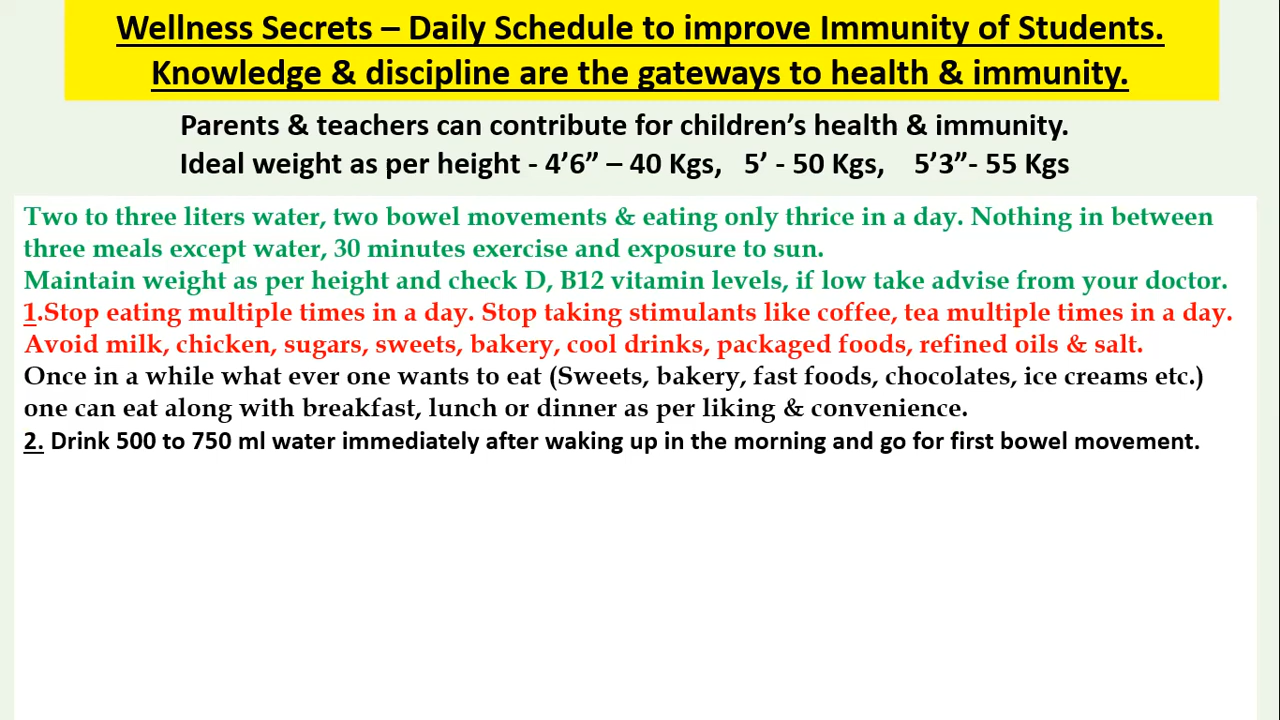 Wellness Secrets – Daily Schedule to improve Immunity of Students.
Knowledge & discipline are the gateways to health & immunity.
Parents & teachers can contribute for children’s health & immunity.
Ideal weight as per height - 4’6” – 40 Kgs, 5’ - 50 Kgs, 5’3”- 55 Kgs
Two to three liters water, two bowel movements & eating only thrice in a day. Nothing in between
three meals except water, 30 minutes exercise and exposure to sun.
Maintain weight as per height and check D, B12 vitamin levels, if low take advise from your doctor.
1.Stop eating multiple times in a day. Stop taking stimulants like coffee, tea multiple times in a day.
Avoid milk, chicken, sugars, sweets, bakery, cool drinks, packaged foods, refined oils & salt.
Once in a while what ever one wants to eat (Sweets, bakery, fast foods, chocolates, ice creams etc.)
one can eat along with breakfast, lunch or dinner as per liking & convenience.
2. Drink 500 to 750 ml water immediately after waking up in the morning and go for first bowel movement.